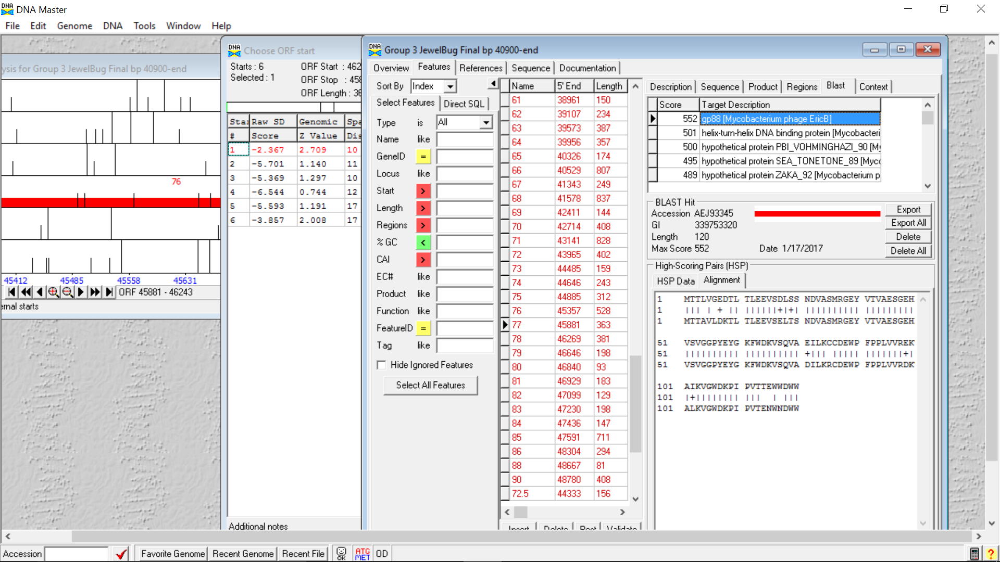 DNA Master
File Edit Genome DNA Tools Window Help
ysis for Group 3 JewelBug Final bp 40900-end
76
45412 45485 45558 45631
ORF 45881 - 46243
ernal starts
Choose ORF start
Starts : 6 ORF Start : 462
Selected : 1 ORF Stop : 458
ORF Length : 36
Star Raw SD Genomic Spa
# Score Z Value Dis
1 -2.367 2.709 10
2 -5.701 1.140 11
3 -5.369 1.297 10
4 -6.544 0.744 12
5 -5.593 1.191 17
6 -3.857 2.008 17
Additional notes
Group 3 JewelBug Final bp 40900-end
Overview Features References Sequence Documentation
Sort By Index
Select Features Direct SQL
Type is All
Name like
GeneID =
Locus like
Start >
Length >
Regions >
% GC <
CAI >
EC# like
Product like
Function like
FeatureID =
Tag like
Hide Ignored Features
Select All Features
Name 5' End Length
61 38961 150
62 39107 234
63 39573 387
64 39956 357
65 40326 174
66 40529 807
67 41343 249
68 41578 837
69 42411 144
70 42714 408
71 43141 828
72 43965 402
73 44485 159
74 44646 243
75 44885 312
76 45357 528
77 45881 363
78 46269 381
79 46646 198
80 46840 93
81 46929 183
82 47099 129
83 47230 198
84 47436 147
85 47591 711
86 48304 294
88 48667 81
90 48780 408
72.5 44333 156
Insert Delete Post Validate
Description Sequence Product Regions Blast Context
Score Target Description
552 gp88 [Mycobacterium phage EricB]
501 helix-turn-helix DNA binding protein [Mycobacteri
500 hypothetical protein PBI_VOHMINGHAZI_90 [My
495 hypothetical protein SEA_TONETONE_89 [Myco
489 hypothetical protein ZAKA_92 [Mycobacterium p
BLAST Hit
Accession AEJ93345
GI 339753320
Length 120
Max Score 552 Date 1/17/2017
Export
Export All
Delete
Delete All
High-Scoring Pairs (HSP)
HSP Data Alignment
1 MTTLVGEDTL TLEEVSDLSS NDVASMRGEY VTVAESGEH
1 ||| | + || ||||||+|+| |||||||||| |||||||||
1 MTTAVLDKTL TLEEVSELTS NDVASMRGEY VTVAESGEH
51 VSVGGPYEYG KFWDKVSQVA EILKCCDEWP FPPLVVREK
51 |||||||||| |||||||||| +||| ||||| |||||||+|
51 VSVGGPYEYG KFWDKVSQVA DILKRCDEWP FPPLVVRDK
101 AIKVGWDKPI PVTTEWWDWW
101 |+|||||||| ||| | |||
101 ALKVGWDKPI PVTENWNDWW
Accession Favorite Genome Recent Genome Recent File OK ATG MET OD ?